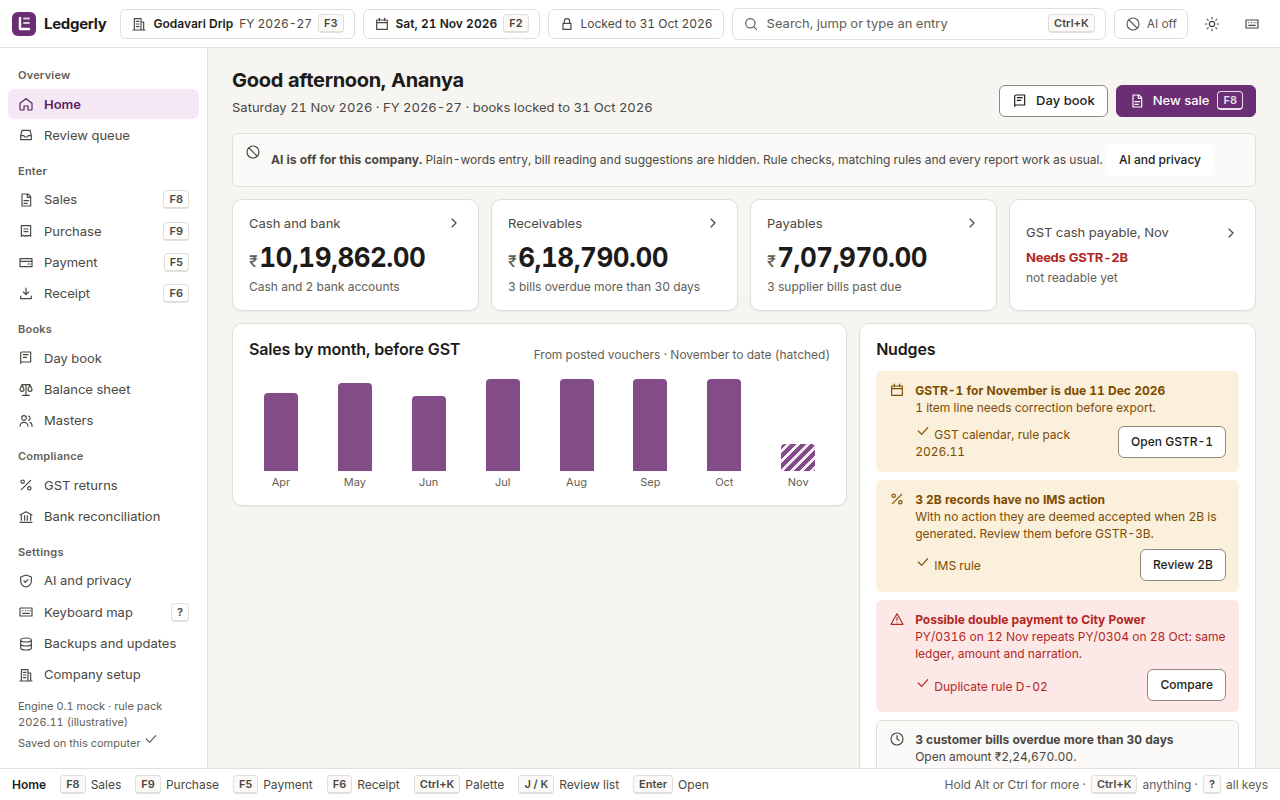 Ledgerly
Godavari Drip FY 2026-27 F3
Sat, 21 Nov 2026 F2
Locked to 31 Oct 2026
Search, jump or type an entry Ctrl+K
AI off
Overview
Home
Review queue
Enter
Sales F8
Purchase F9
Payment F5
Receipt F6
Books
Day book
Balance sheet
Masters
Compliance
GST returns
Bank reconciliation
Settings
AI and privacy
Keyboard map ?
Backups and updates
Company setup
Engine 0.1 mock · rule pack
2026.11 (illustrative)
Saved on this computer
Good afternoon, Ananya
Saturday 21 Nov 2026 · FY 2026-27 · books locked to 31 Oct 2026
Day book
New sale F8
AI is off for this company. Plain-words entry, bill reading and suggestions are hidden. Rule checks, matching rules and every report work as usual. AI and privacy
Cash and bank
₹10,19,862.00
Cash and 2 bank accounts
Receivables
₹6,18,790.00
3 bills overdue more than 30 days
Payables
₹7,07,970.00
3 supplier bills past due
GST cash payable, Nov
Needs GSTR-2B
not readable yet
Sales by month, before GST
From posted vouchers · November to date (hatched)
Apr May Jun Jul Aug Sep Oct Nov
Nudges
GSTR-1 for November is due 11 Dec 2026
1 item line needs correction before export.
GST calendar, rule pack
2026.11
Open GSTR-1
3 2B records have no IMS action
With no action they are deemed accepted when 2B is
generated. Review them before GSTR-3B.
IMS rule
Review 2B
Possible double payment to City Power
PY/0316 on 12 Nov repeats PY/0304 on 28 Oct: same
ledger, amount and narration.
Duplicate rule D-02
Compare
3 customer bills overdue more than 30 days
Open amount ₹2,24,670.00.
Home F8 Sales F9 Purchase F5 Payment F6 Receipt Ctrl+K Palette J / K Review list Enter Open
Hold Alt or Ctrl for more · Ctrl+K anything · ? all keys